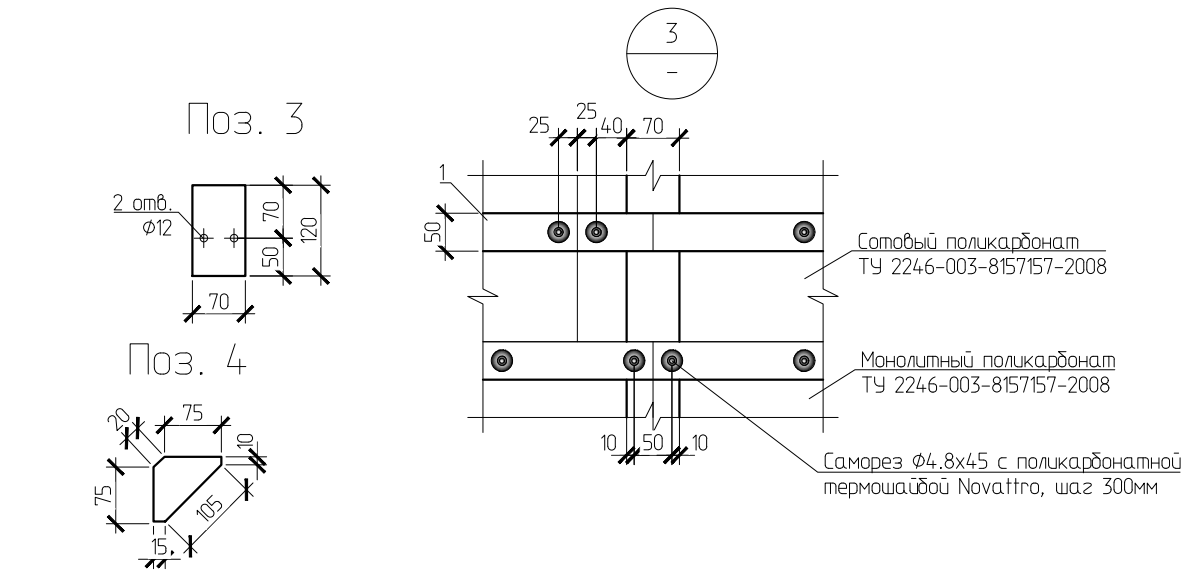 3
-
Поз. 3
2 отв.
Ф12
70
50
120
70
Поз. 4
20
75
10
75
105
15,
25
25
40
70
1
50
10
50
10
Сотовый поликарбонат
ТУ 2246-003-8157157-2008
Монолитный поликарбонат
ТУ 2246-003-8157157-2008
Саморез Ф4.8х45 с поликарбонатной
термошайбой Novattro, шаг 300мм